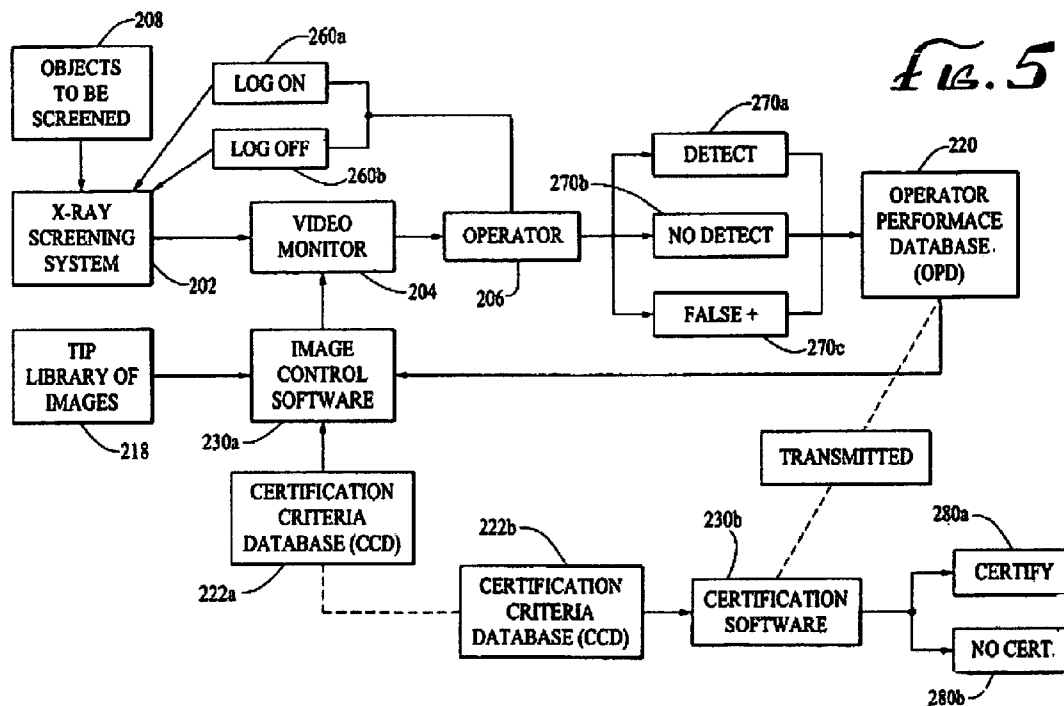 FIG. 5
208
OBJECTS
TO BE
SCREENED
260a
LOG ON
LOG OFF
260b
X-RAY
SCREENING
SYSTEM
202
VIDEO
MONITOR
204
OPERATOR
206
270a
DETECT
270b
NO DETECT
FALSE +
270c
220
OPERATOR
PERFORMACE
DATABASE
(OPD)
TIP
LIBRARY OF
IMAGES
218
IMAGE
CONTROL
SOFTWARE
230a
TRANSMITTED
CERTIFICATION
CRITERIA
DATABASE (CCD)
222a
222b
CERTIFICATION
CRITERIA
DATABASE (CCD)
230b
CERTIFICATION
SOFTWARE
280a
CERTIFY
NO CERT.
280b